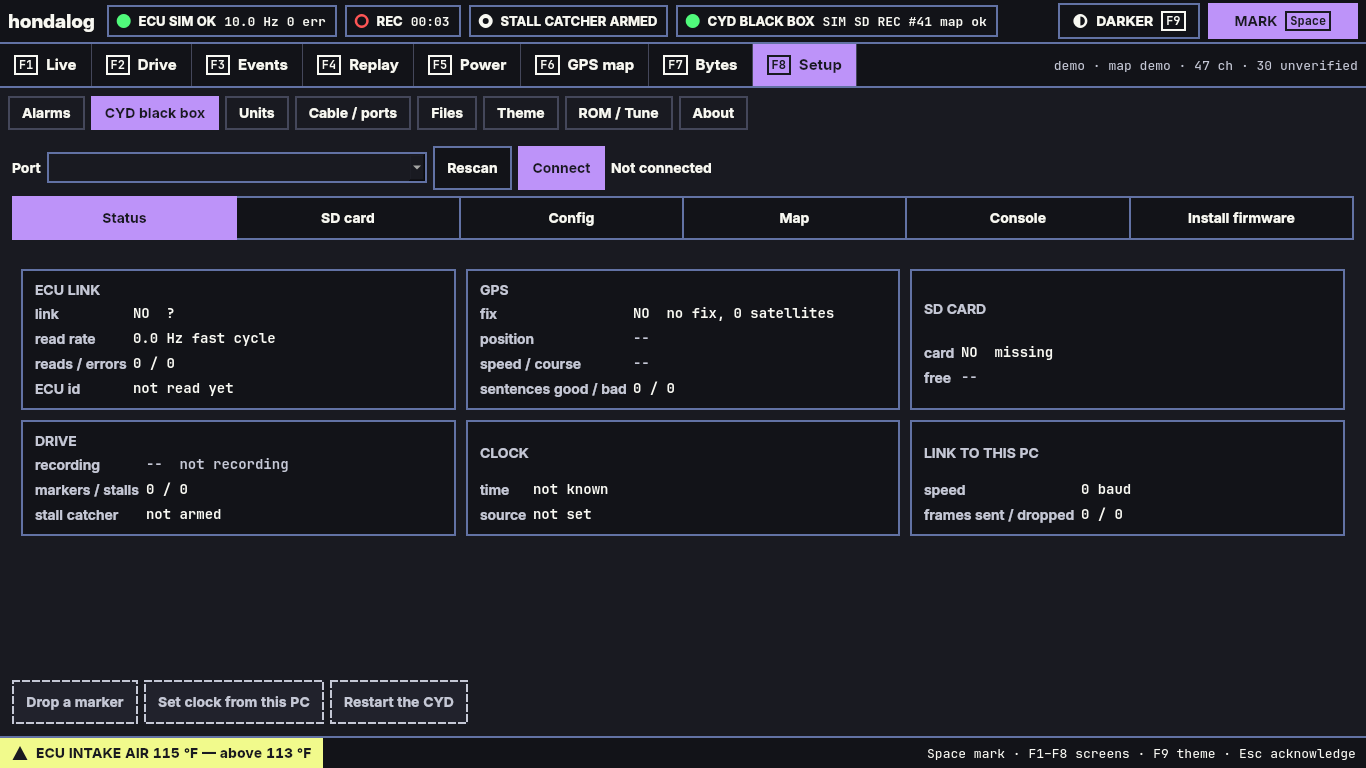 hondalog ECU SIM OK 10.0 Hz 0 err REC 00:03 STALL CATCHER ARMED CYD BLACK BOX SIM SD REC #41 map ok DARKER F9 MARK Space
F1 Live F2 Drive F3 Events F4 Replay F5 Power F6 GPS map F7 Bytes F8 Setup demo · map demo · 47 ch · 30 unverified
Alarms CYD black box Units Cable / ports Files Theme ROM / Tune About
Port Rescan Connect Not connected
Status SD card Config Map Console Install firmware
ECU LINK
link NO ?
read rate 0.0 Hz fast cycle
reads / errors 0 / 0
ECU id not read yet
GPS
fix NO no fix, 0 satellites
position --
speed / course --
sentences good / bad 0 / 0
SD CARD
card NO missing
free --
DRIVE
recording -- not recording
markers / stalls 0 / 0
stall catcher not armed
CLOCK
time not known
source not set
LINK TO THIS PC
speed 0 baud
frames sent / dropped 0 / 0
Drop a marker Set clock from this PC Restart the CYD
ECU INTAKE AIR 115 °F — above 113 °F Space mark · F1–F8 screens · F9 theme · Esc acknowledge